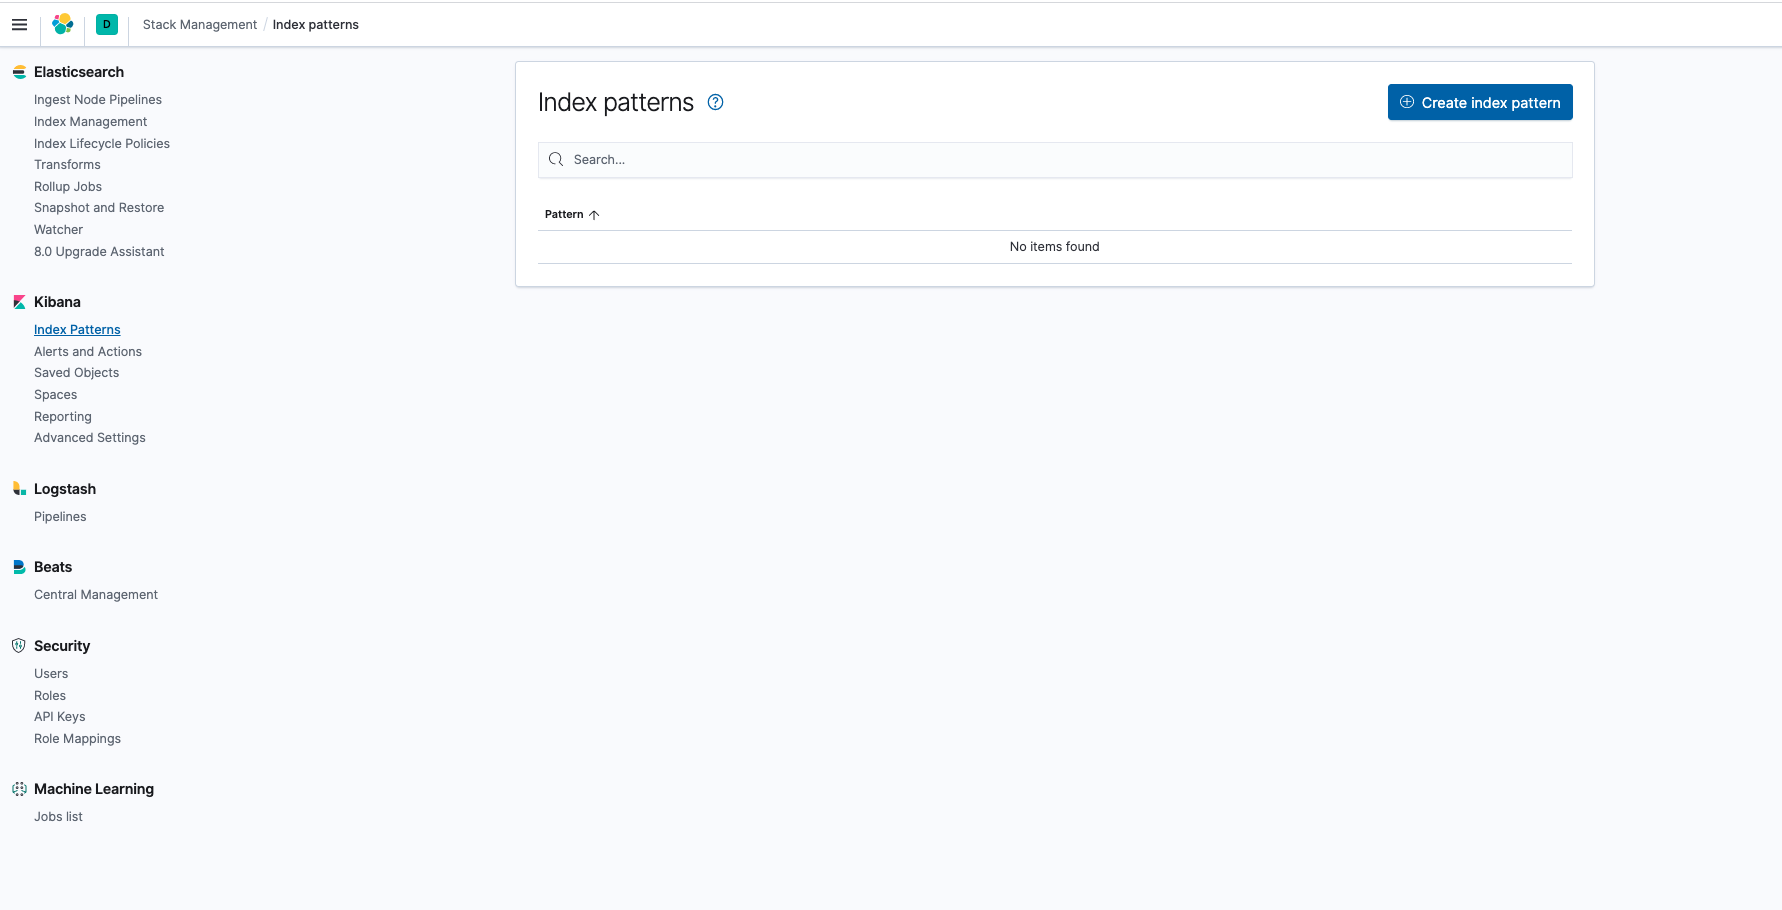 D Stack Management / Index patterns
Elasticsearch
Ingest Node Pipelines
Index Management
Index Lifecycle Policies
Transforms
Rollup Jobs
Snapshot and Restore
Watcher
8.0 Upgrade Assistant
Kibana
Index Patterns
Alerts and Actions
Saved Objects
Spaces
Reporting
Advanced Settings
Logstash
Pipelines
Beats
Central Management
Security
Users
Roles
API Keys
Role Mappings
Machine Learning
Jobs list
Index patterns ?
Create index pattern
Search...
Pattern
No items found